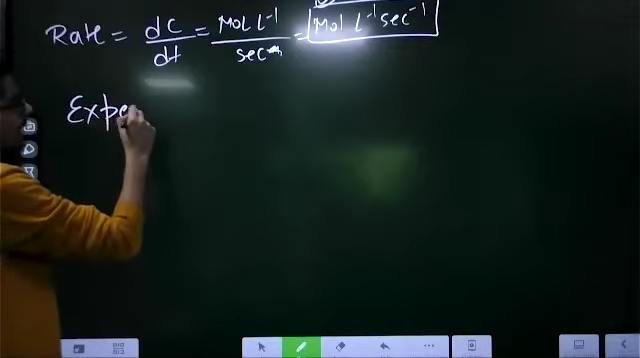 Rate = dc/dt = Mol L⁻¹/sec = Mol L⁻¹ sec⁻¹
Expe